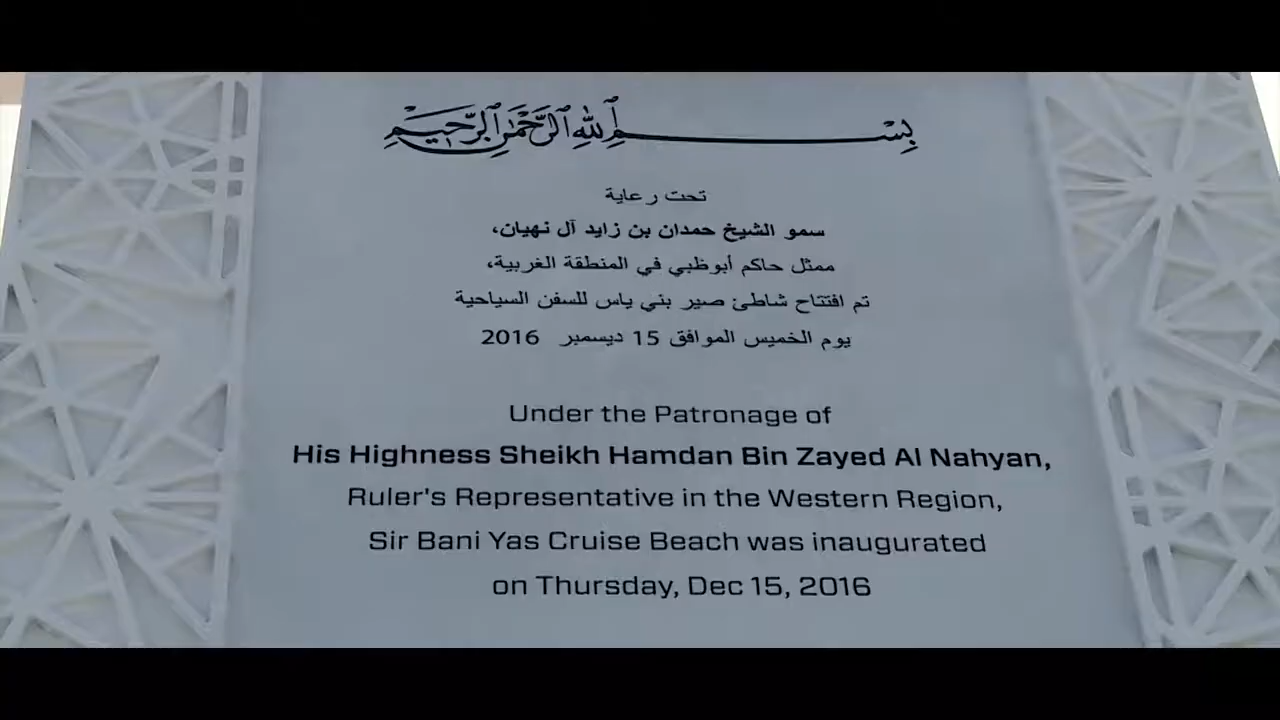 بِسْمِ اللهِ الرَّحْمٰنِ الرَّحِيمِ
تحت رعاية
سمو الشيخ حمدان بن زايد آل نهيان،
ممثل حاكم أبوظبي في المنطقة الغربية،
تم افتتاح شاطئ صير بني ياس للسفن السياحية
يوم الخميس الموافق 15 ديسمبر 2016
Under the Patronage of
His Highness Sheikh Hamdan Bin Zayed Al Nahyan,
Ruler's Representative in the Western Region,
Sir Bani Yas Cruise Beach was inaugurated
on Thursday, Dec 15, 2016